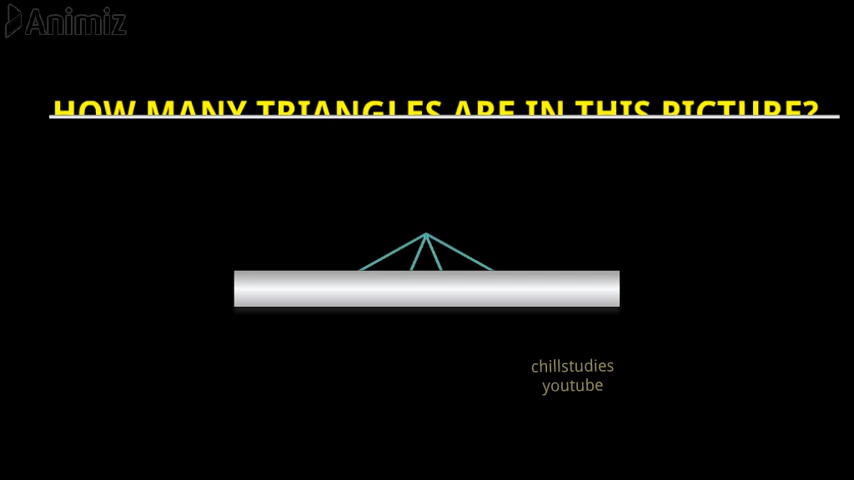 Animiz
HOW MANY TRIANGLES ARE IN THIS PICTURE?
chillstudies
youtube